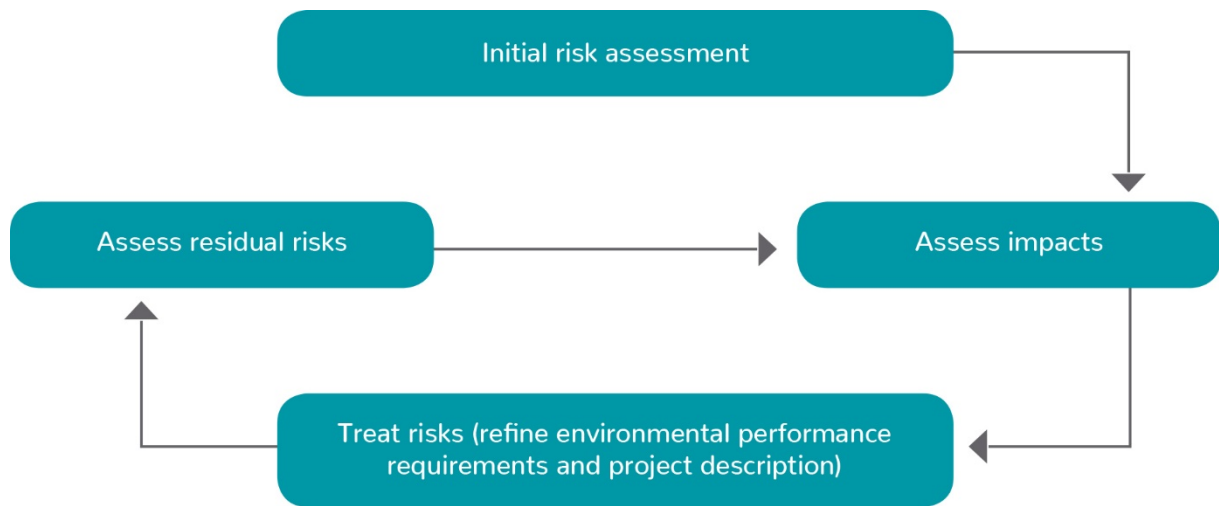 Initial risk assessment
Assess residual risks
Assess impacts
Treat risks (refine environmental performance
requirements and project description)